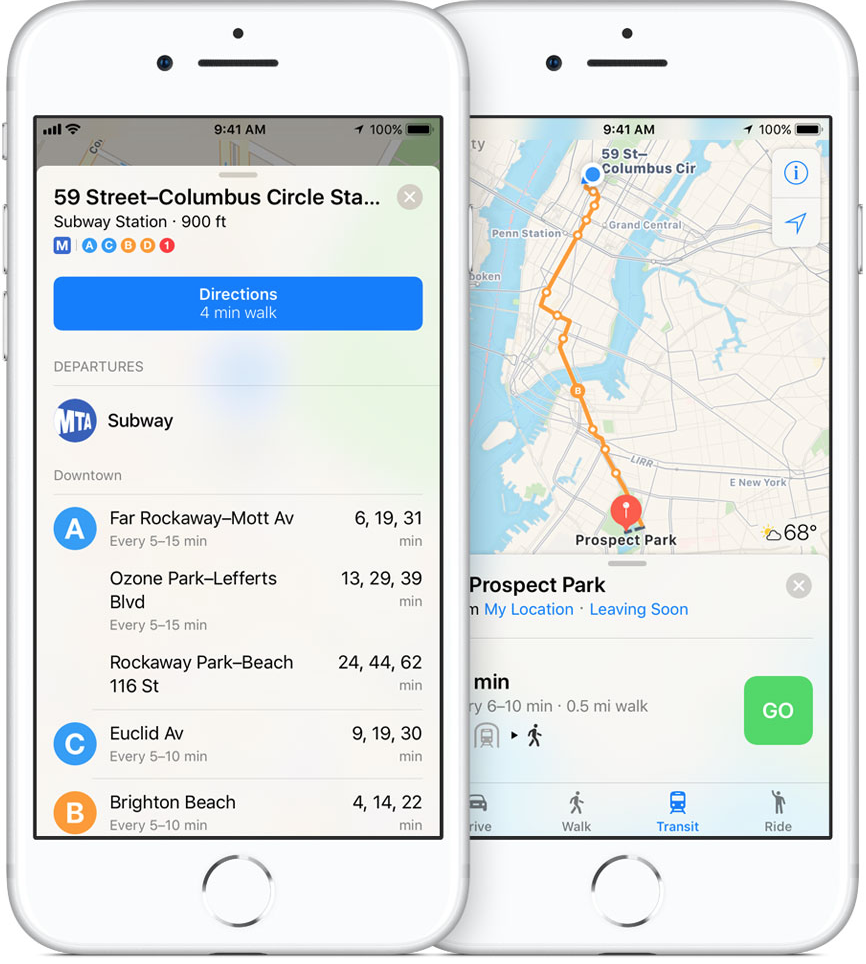 9:41 AM
100%
Co
59 Street–Columbus Circle Sta...
Subway Station · 900 ft
M A C B D 1
Directions
4 min walk
DEPARTURES
MTA Subway
Downtown
A Far Rockaway–Mott Av 6, 19, 31
Every 5–15 min min
Ozone Park–Lefferts 13, 29, 39
Blvd min
Every 5–15 min
Rockaway Park–Beach 24, 44, 62
116 St min
C Euclid Av 9, 19, 30
Every 5–10 min min
B Brighton Beach 4, 14, 22
Every 5–10 min min
9:41 AM
100%
ty
59 St–
Columbus Cir
i
Penn Station
Grand Central
oken
B
LIRR
E New York
Prospect Park
68°
Prospect Park
m My Location · Leaving Soon
min
ry 6–10 min · 0.5 mi walk
GO
rive
Walk
Transit
Ride